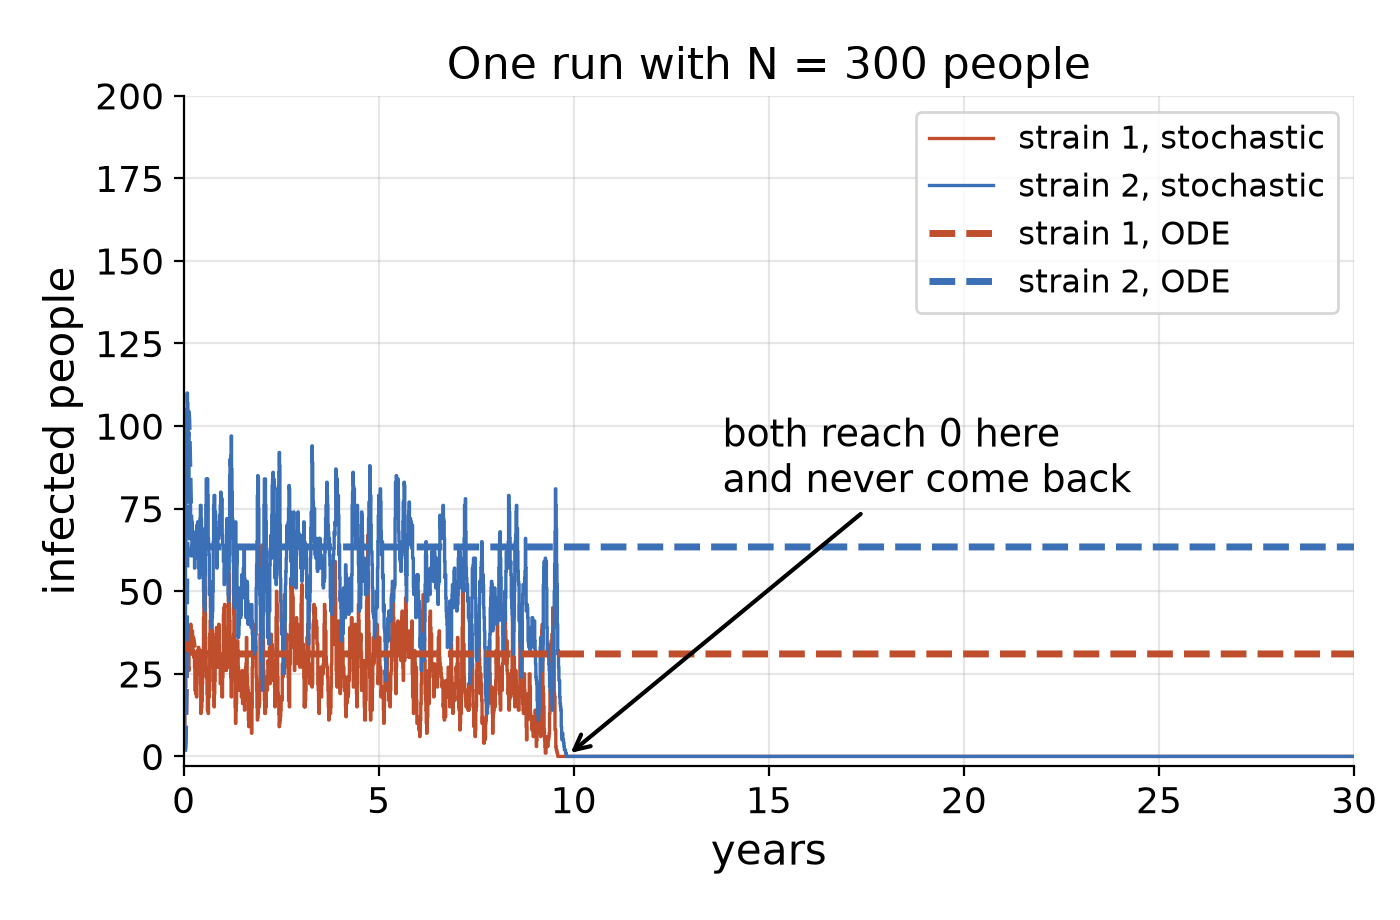 One run with N = 300 people
infected people
200
175
150
125
100
75
50
25
0
strain 1, stochastic
strain 2, stochastic
strain 1, ODE
strain 2, ODE
both reach 0 here
and never come back
0 5 10 15 20 25 30
years